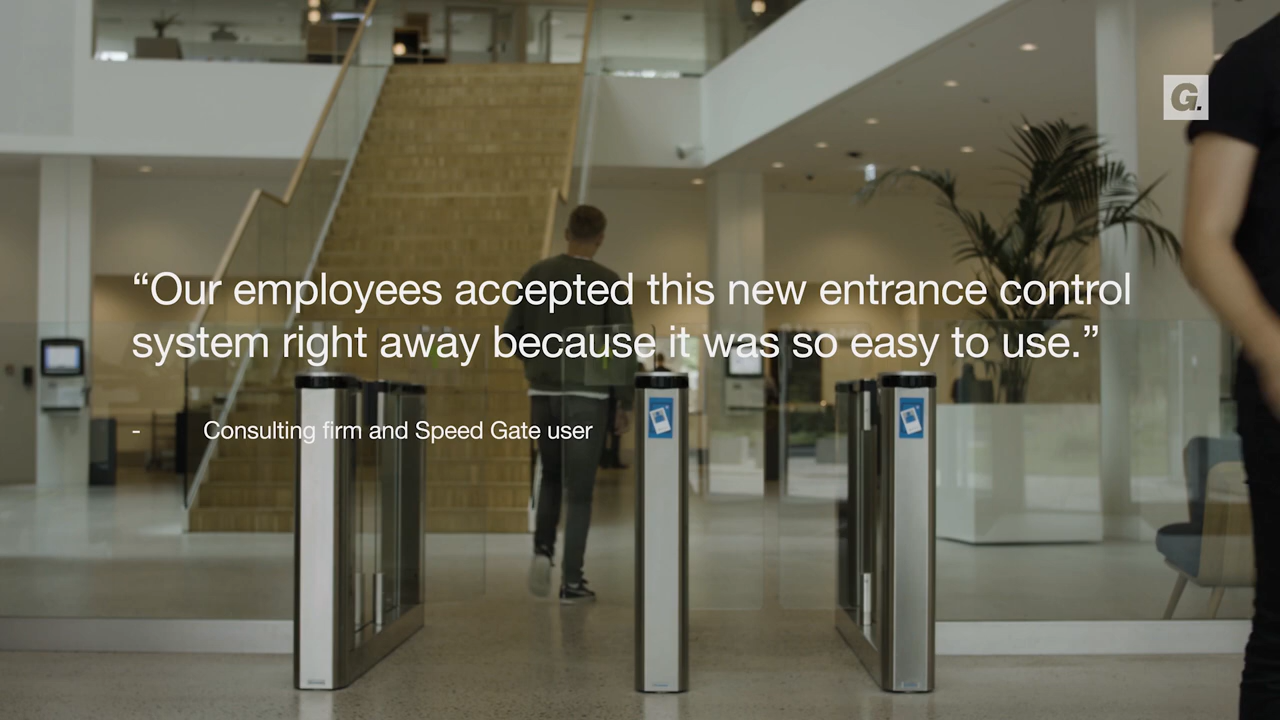 G.
“Our employees accepted this new entrance control
system right away because it was so easy to use.”
- Consulting firm and Speed Gate user